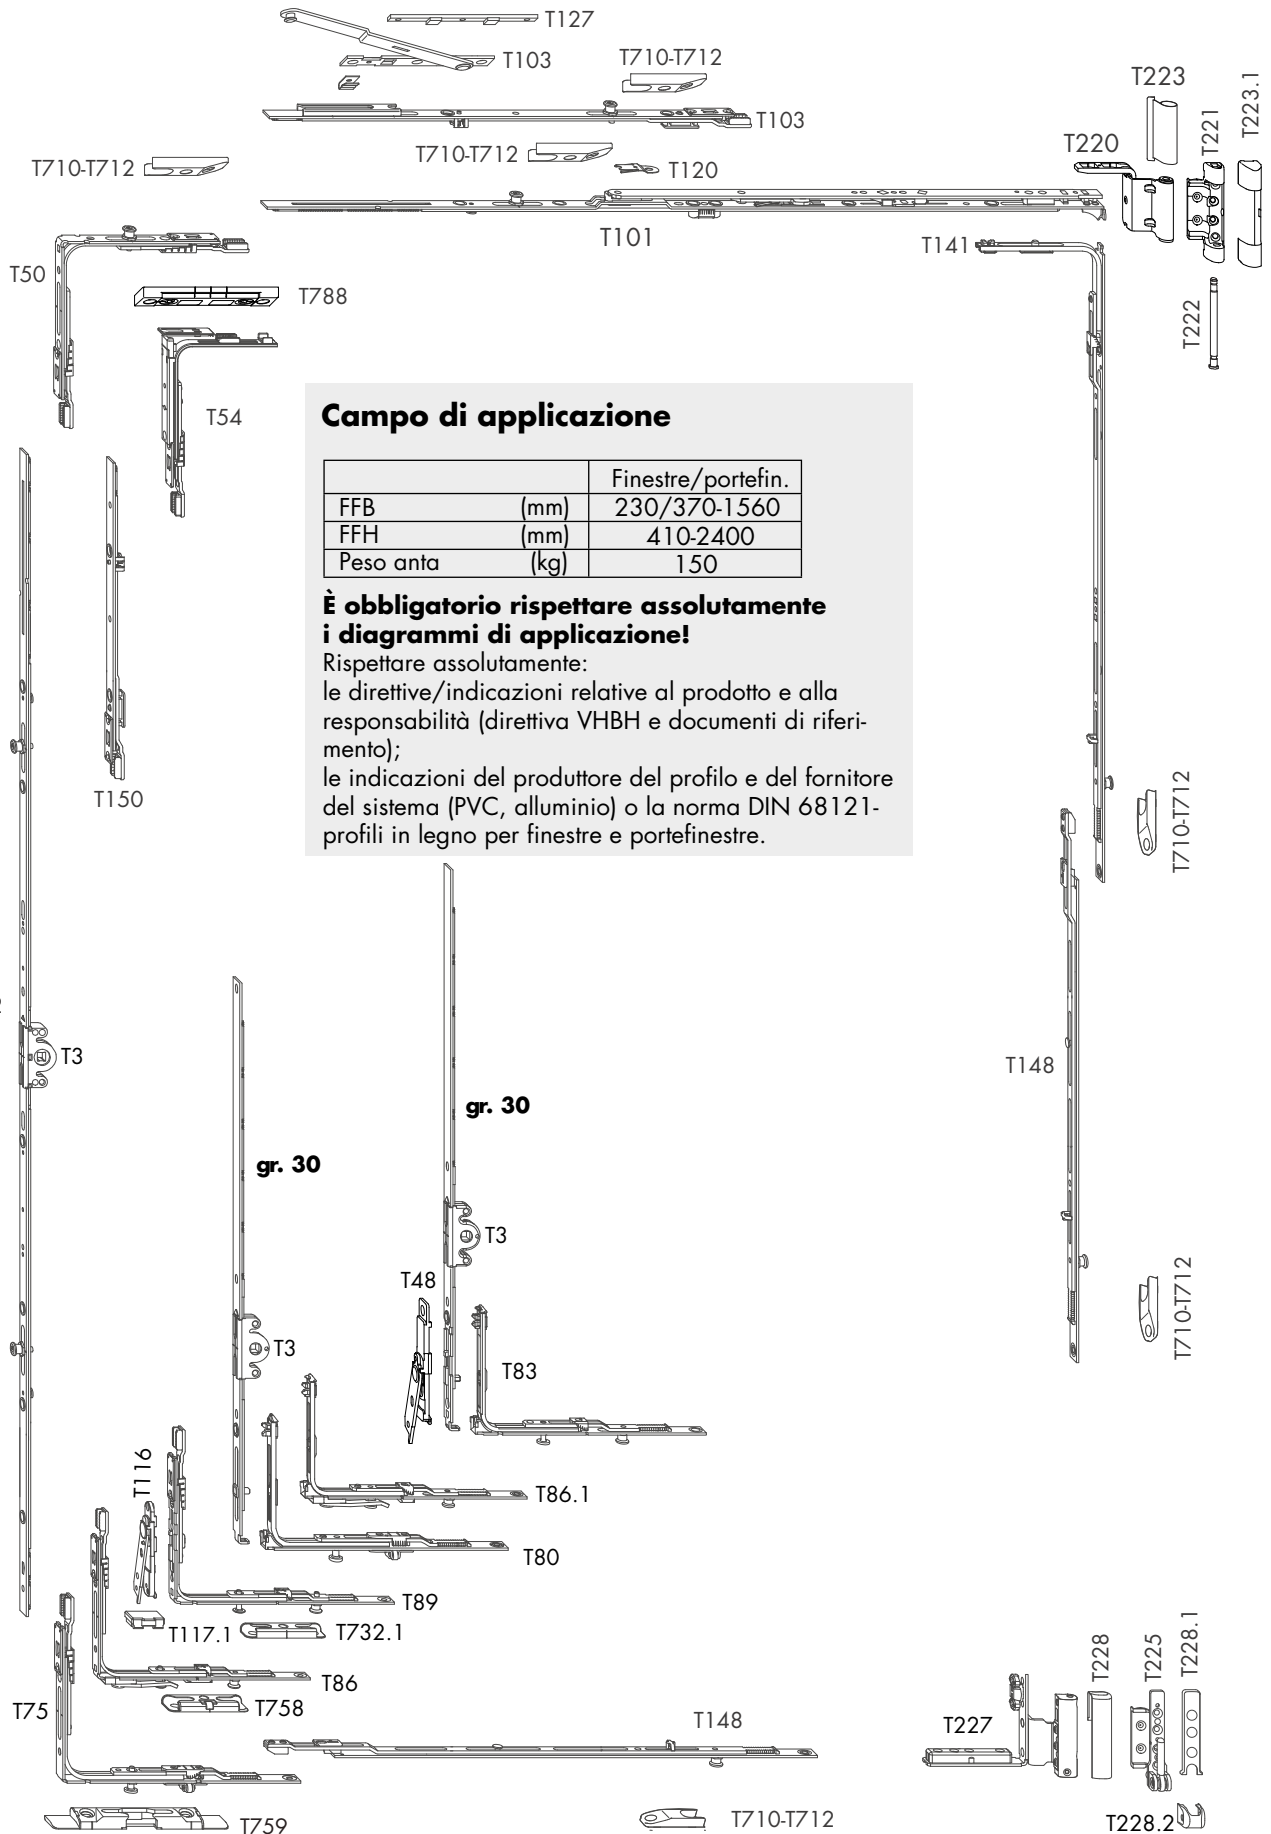 T127
T103
T710-T712
T103
T223
T221
T223.1
T220
T710-T712
T710-T712
T120
T101
T141
T50
T788
T222
T54
Campo di applicazione
Finestre/portefin.
FFB (mm) 230/370-1560
FFH (mm) 410-2400
Peso anta (kg) 150
È obbligatorio rispettare assolutamente
i diagrammi di applicazione!
Rispettare assolutamente:
le direttive/indicazioni relative al prodotto e alla
responsabilità (direttiva VHBH e documenti di riferi-
mento);
le indicazioni del produttore del profilo e del fornitore
del sistema (PVC, alluminio) o la norma DIN 68121-
profili in legno per finestre e portefinestre.
T150
T710-T712
T3
T148
gr. 30
gr. 30
T3
T48
T710-T712
T3
T83
T116
T86.1
T80
T89
T117.1
T732.1
T86
T75
T758
T148
T227
T228
T225
T228.1
T759
T710-T712
T228.2